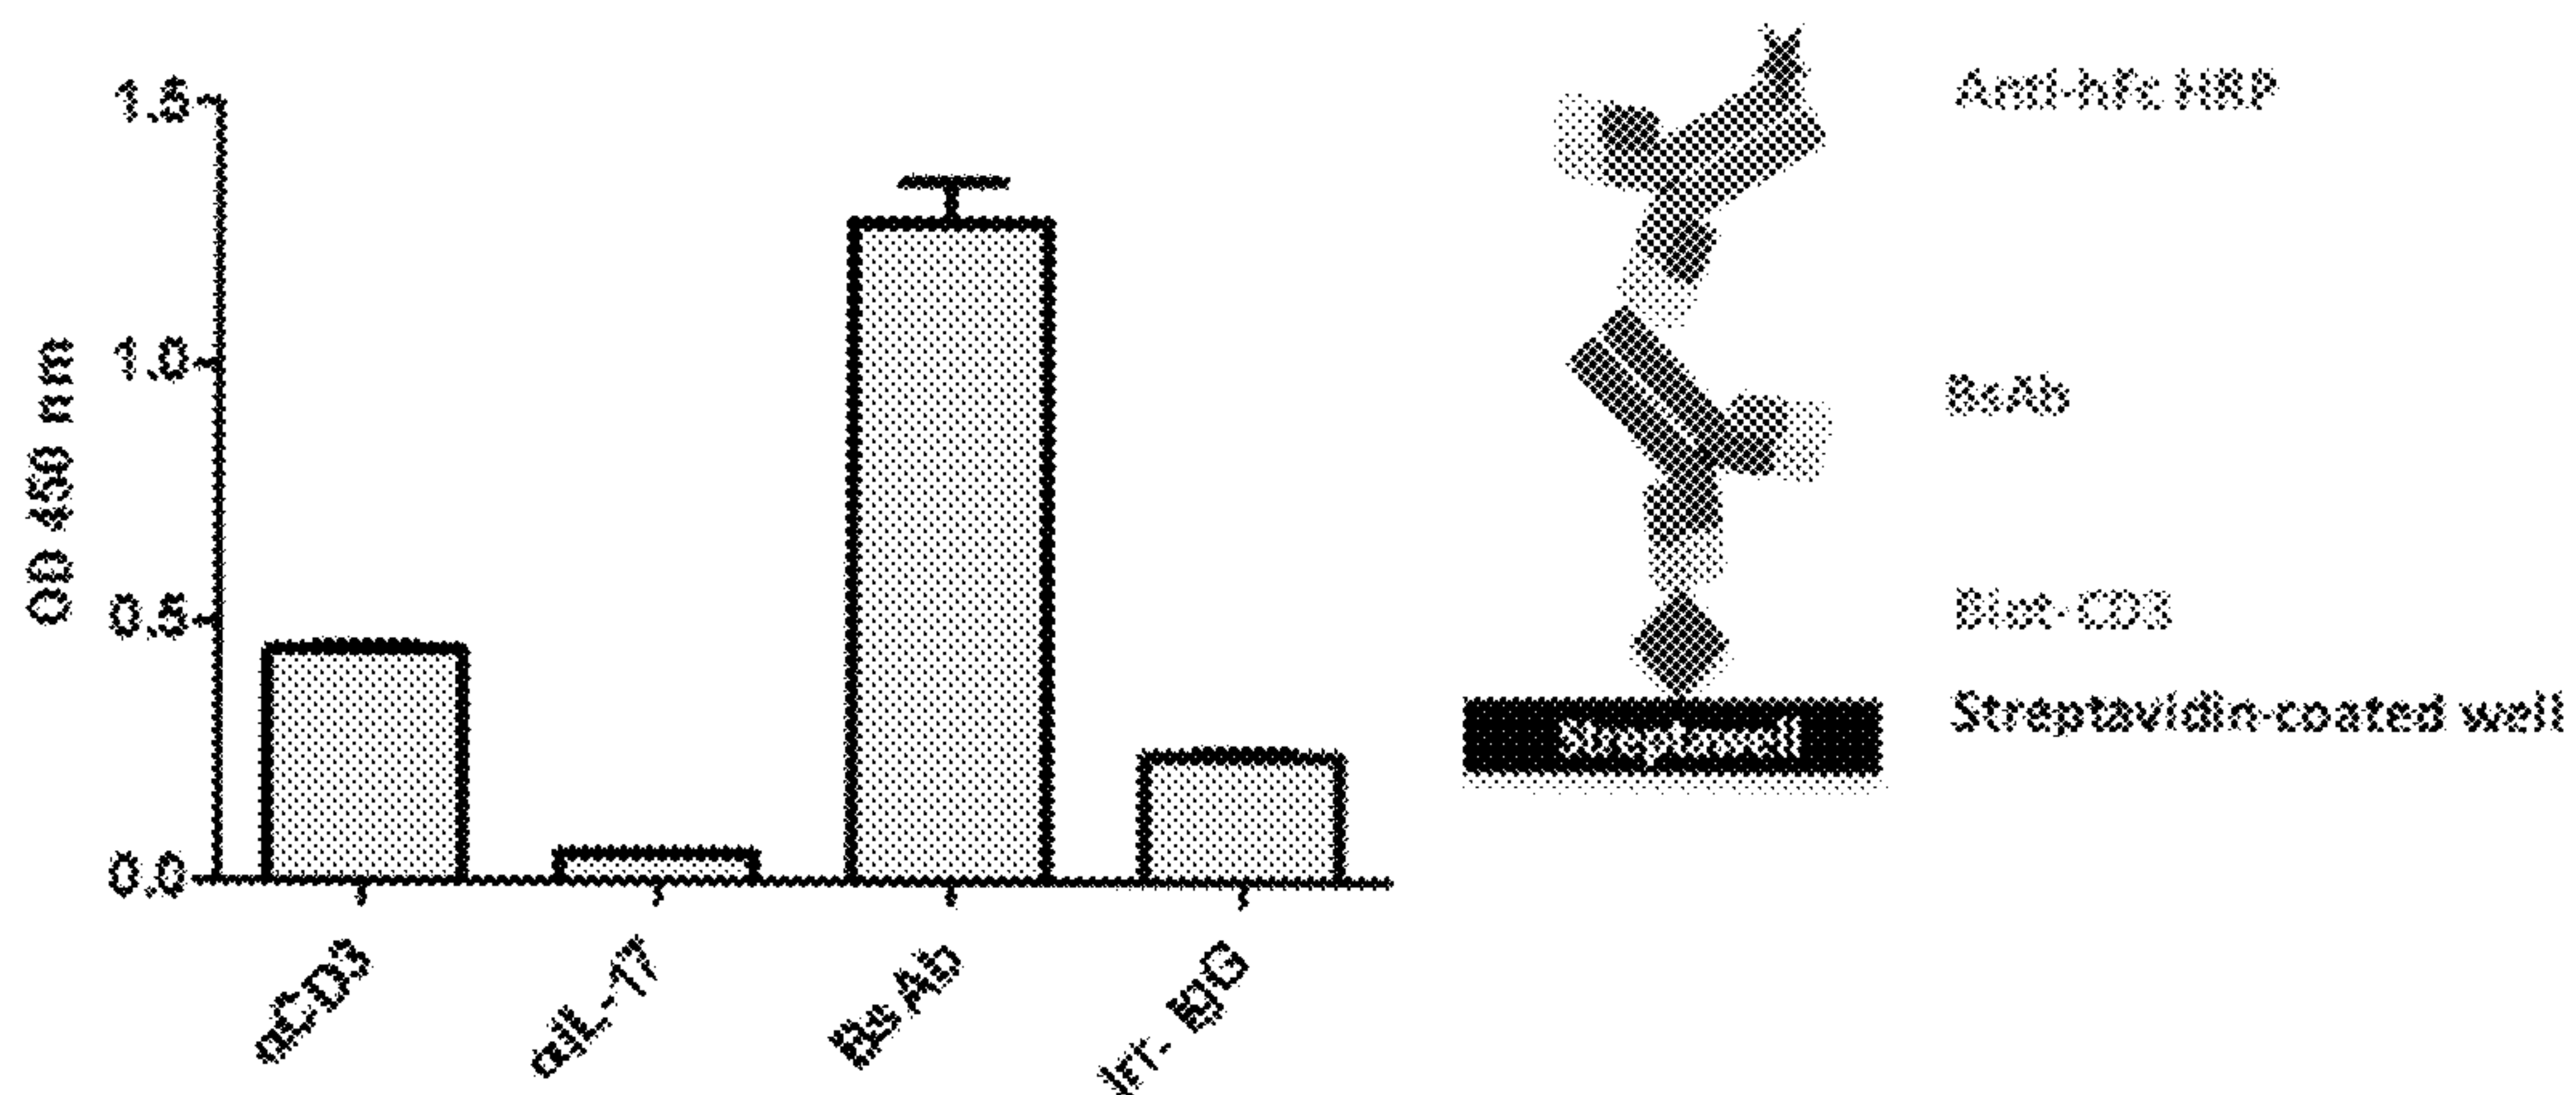 1.5
1.0
0.5
0.0
OD 450 nm
αCD3
αIL-17
BsAb
Irr- IgG
Anti-hFc HRP
BsAb
Biot-CD3
Streptavidin-coated well
Streptowell